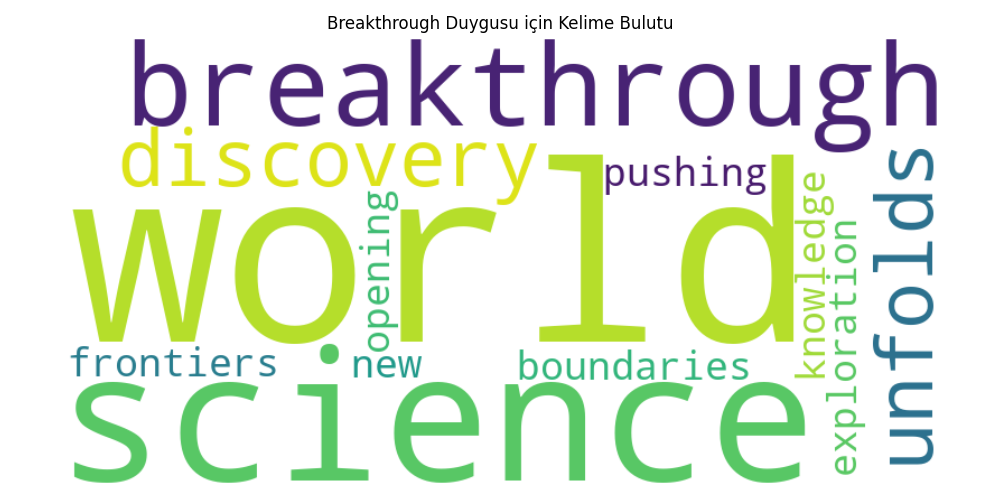 Breakthrough Duygusu için Kelime Bulutu
breakthrough
discovery
pushing
world
opening
knowledge
exploration
unfolds
frontiers
new
boundaries
science